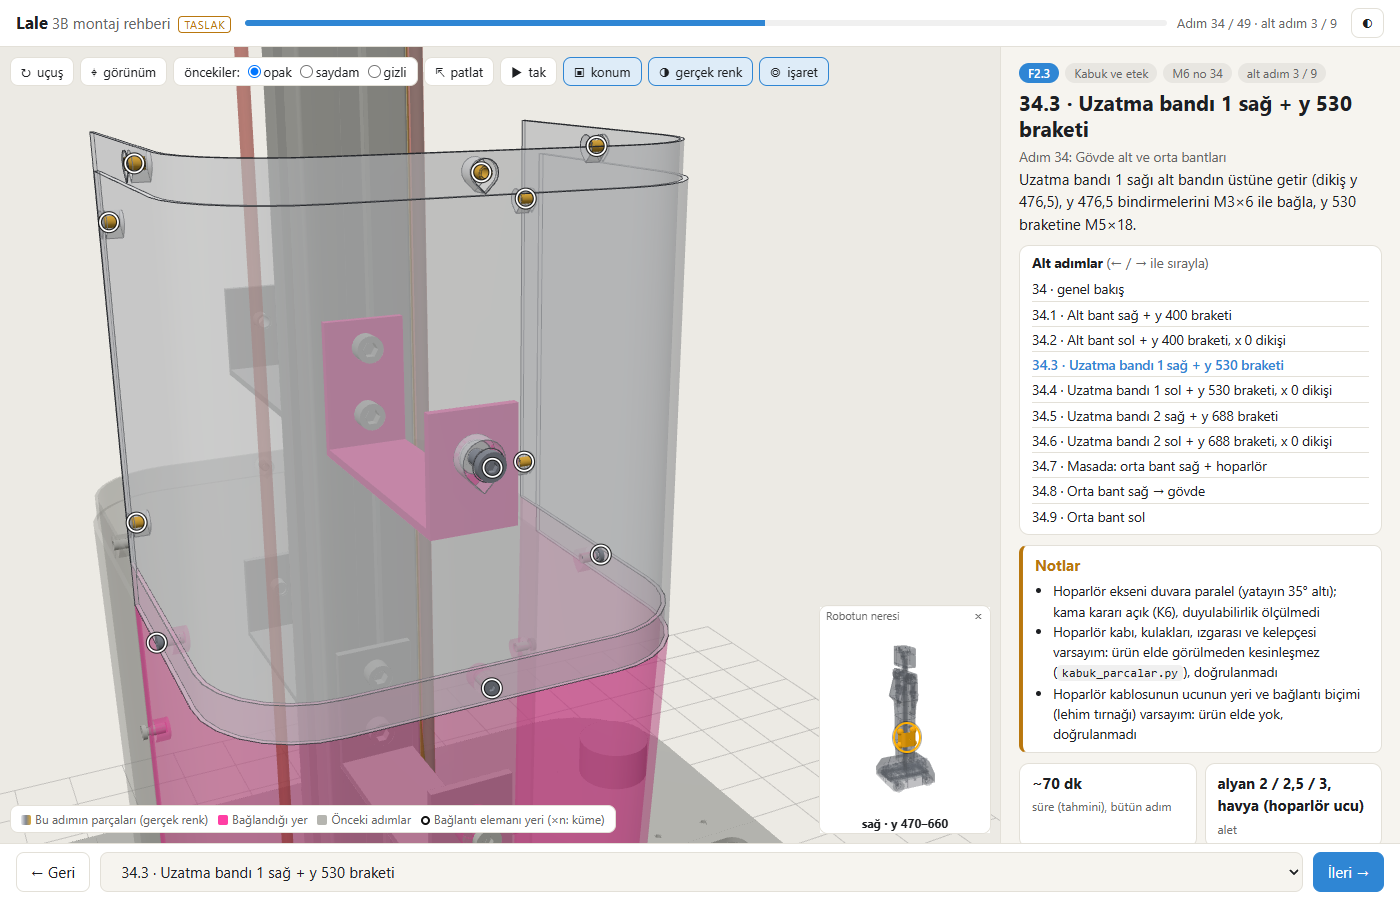 Lale 3B montaj rehberi TASLAK
Adım 34 / 49 · alt adım 3 / 9
↻ uçuş
⌖ görünüm
öncekiler: opak saydam gizli
⇱ patlat
▶ tak
▣ konum
◑ gerçek renk
◎ işaret
F2.3 Kabuk ve etek M6 no 34 alt adım 3 / 9
34.3 · Uzatma bandı 1 sağ + y 530
braketi
Adım 34: Gövde alt ve orta bantları
Uzatma bandı 1 sağı alt bandın üstüne getir (dikiş y
476,5), y 476,5 bindirmelerini M3×6 ile bağla, y 530
braketine M5×18.
Alt adımlar (← / → ile sırayla)
34 · genel bakış
34.1 · Alt bant sağ + y 400 braketi
34.2 · Alt bant sol + y 400 braketi, x 0 dikişi
34.3 · Uzatma bandı 1 sağ + y 530 braketi
34.4 · Uzatma bandı 1 sol + y 530 braketi, x 0 dikişi
34.5 · Uzatma bandı 2 sağ + y 688 braketi
34.6 · Uzatma bandı 2 sol + y 688 braketi, x 0 dikişi
34.7 · Masada: orta bant sağ + hoparlör
34.8 · Orta bant sağ → gövde
34.9 · Orta bant sol
Notlar
• Hoparlör ekseni duvara paralel (yatayın 35° altı);
kama kararı açık (K6), duyulabilirlik ölçülmedi
• Hoparlör kabı, kulakları, ızgarası ve kelepçesi
varsayım: ürün elde görülmeden kesinleşmez
(kabuk_parcalar.py), doğrulanmadı
• Hoparlör kablosunun ucunun yeri ve bağlantı biçimi
(lehim tırnağı) varsayım: ürün elde yok,
doğrulanmadı
~70 dk
süre (tahmini), bütün adım
alyan 2 / 2,5 / 3,
havya (hoparlör ucu)
alet
Robotun neresi ×
sağ · y 470–660
Bu adımın parçaları (gerçek renk) Bağlandığı yer Önceki adımlar Bağlantı elemanı yeri (×n: küme)
← Geri
34.3 · Uzatma bandı 1 sağ + y 530 braketi
İleri →